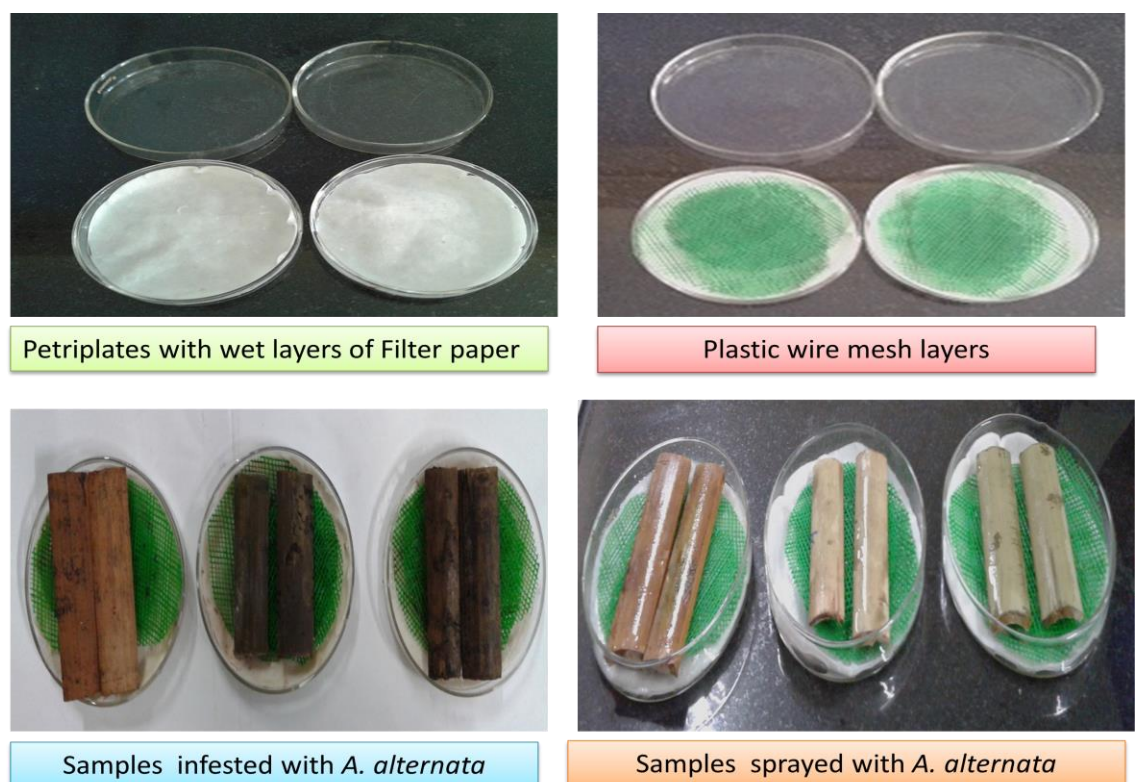 Petriplates with wet layers of Filter paper
Plastic wire mesh layers
Samples infested with A. alternata
Samples sprayed with A. alternata